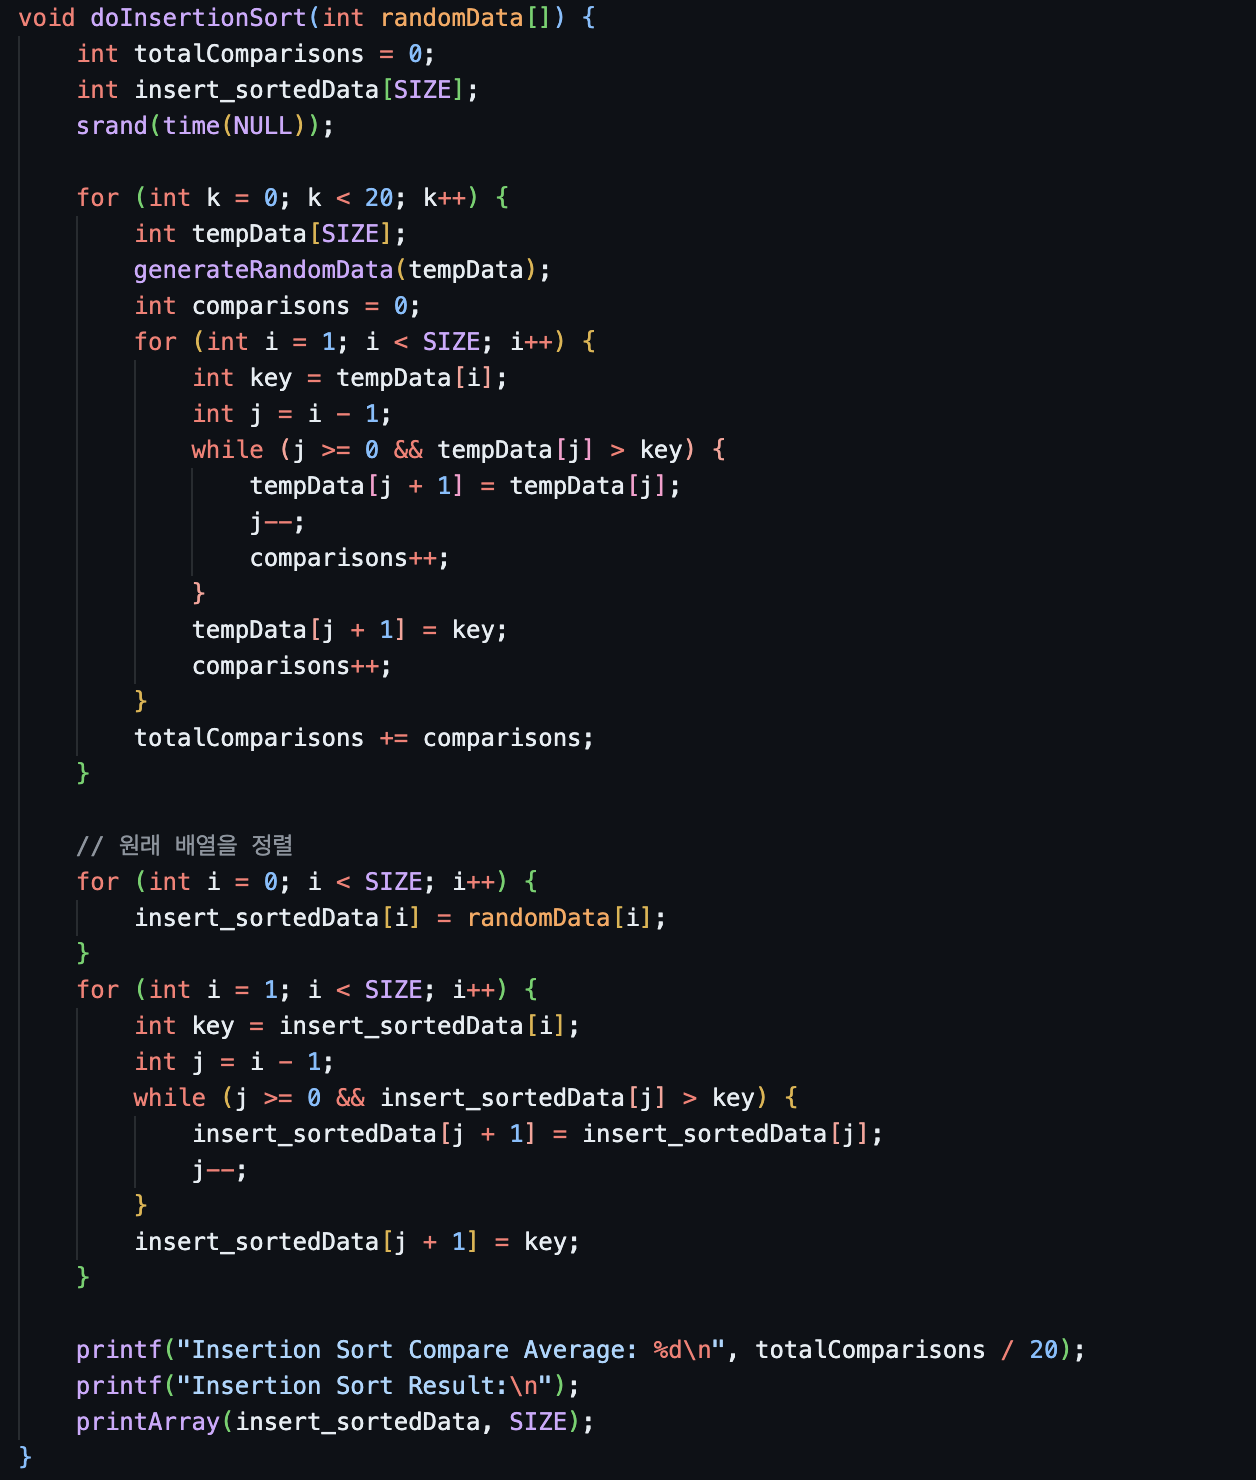 void doInsertionSort(int randomData[]) {
    int totalComparisons = 0;
    int insert_sortedData[SIZE];
    srand(time(NULL));

    for (int k = 0; k < 20; k++) {
        int tempData[SIZE];
        generateRandomData(tempData);
        int comparisons = 0;
        for (int i = 1; i < SIZE; i++) {
            int key = tempData[i];
            int j = i - 1;
            while (j >= 0 && tempData[j] > key) {
                tempData[j + 1] = tempData[j];
                j--;
                comparisons++;
            }
            tempData[j + 1] = key;
            comparisons++;
        }
        totalComparisons += comparisons;
    }

    // 원래 배열을 정렬
    for (int i = 0; i < SIZE; i++) {
        insert_sortedData[i] = randomData[i];
    }
    for (int i = 1; i < SIZE; i++) {
        int key = insert_sortedData[i];
        int j = i - 1;
        while (j >= 0 && insert_sortedData[j] > key) {
            insert_sortedData[j + 1] = insert_sortedData[j];
            j--;
        }
        insert_sortedData[j + 1] = key;
    }

    printf("Insertion Sort Compare Average: %d\n", totalComparisons / 20);
    printf("Insertion Sort Result:\n");
    printArray(insert_sortedData, SIZE);
}